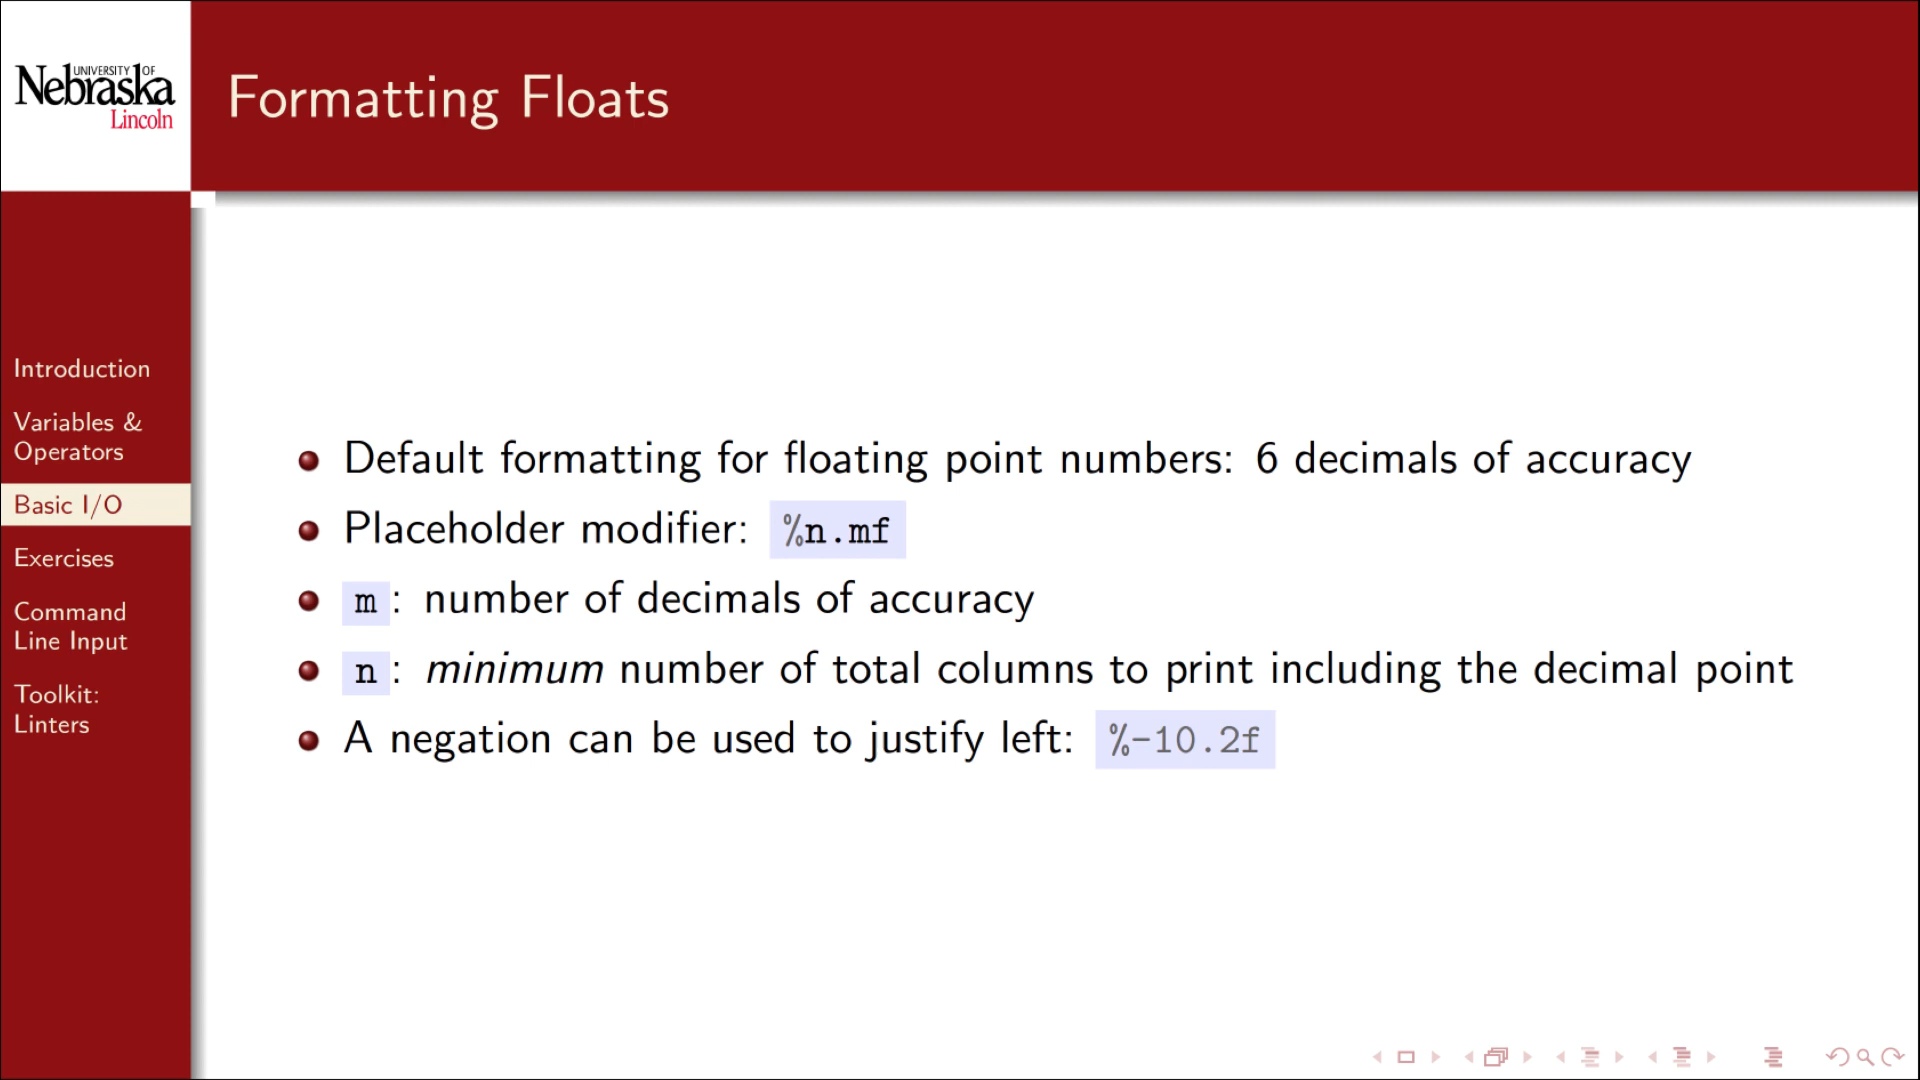 UNIVERSITY OF
Nebraska
Lincoln
Formatting Floats
Introduction
Variables &
Operators
Basic I/O
Exercises
Command
Line Input
Toolkit:
Linters
Default formatting for floating point numbers: 6 decimals of accuracy
Placeholder modifier: %n.mf
m: number of decimals of accuracy
n: minimum number of total columns to print including the decimal point
A negation can be used to justify left: %-10.2f